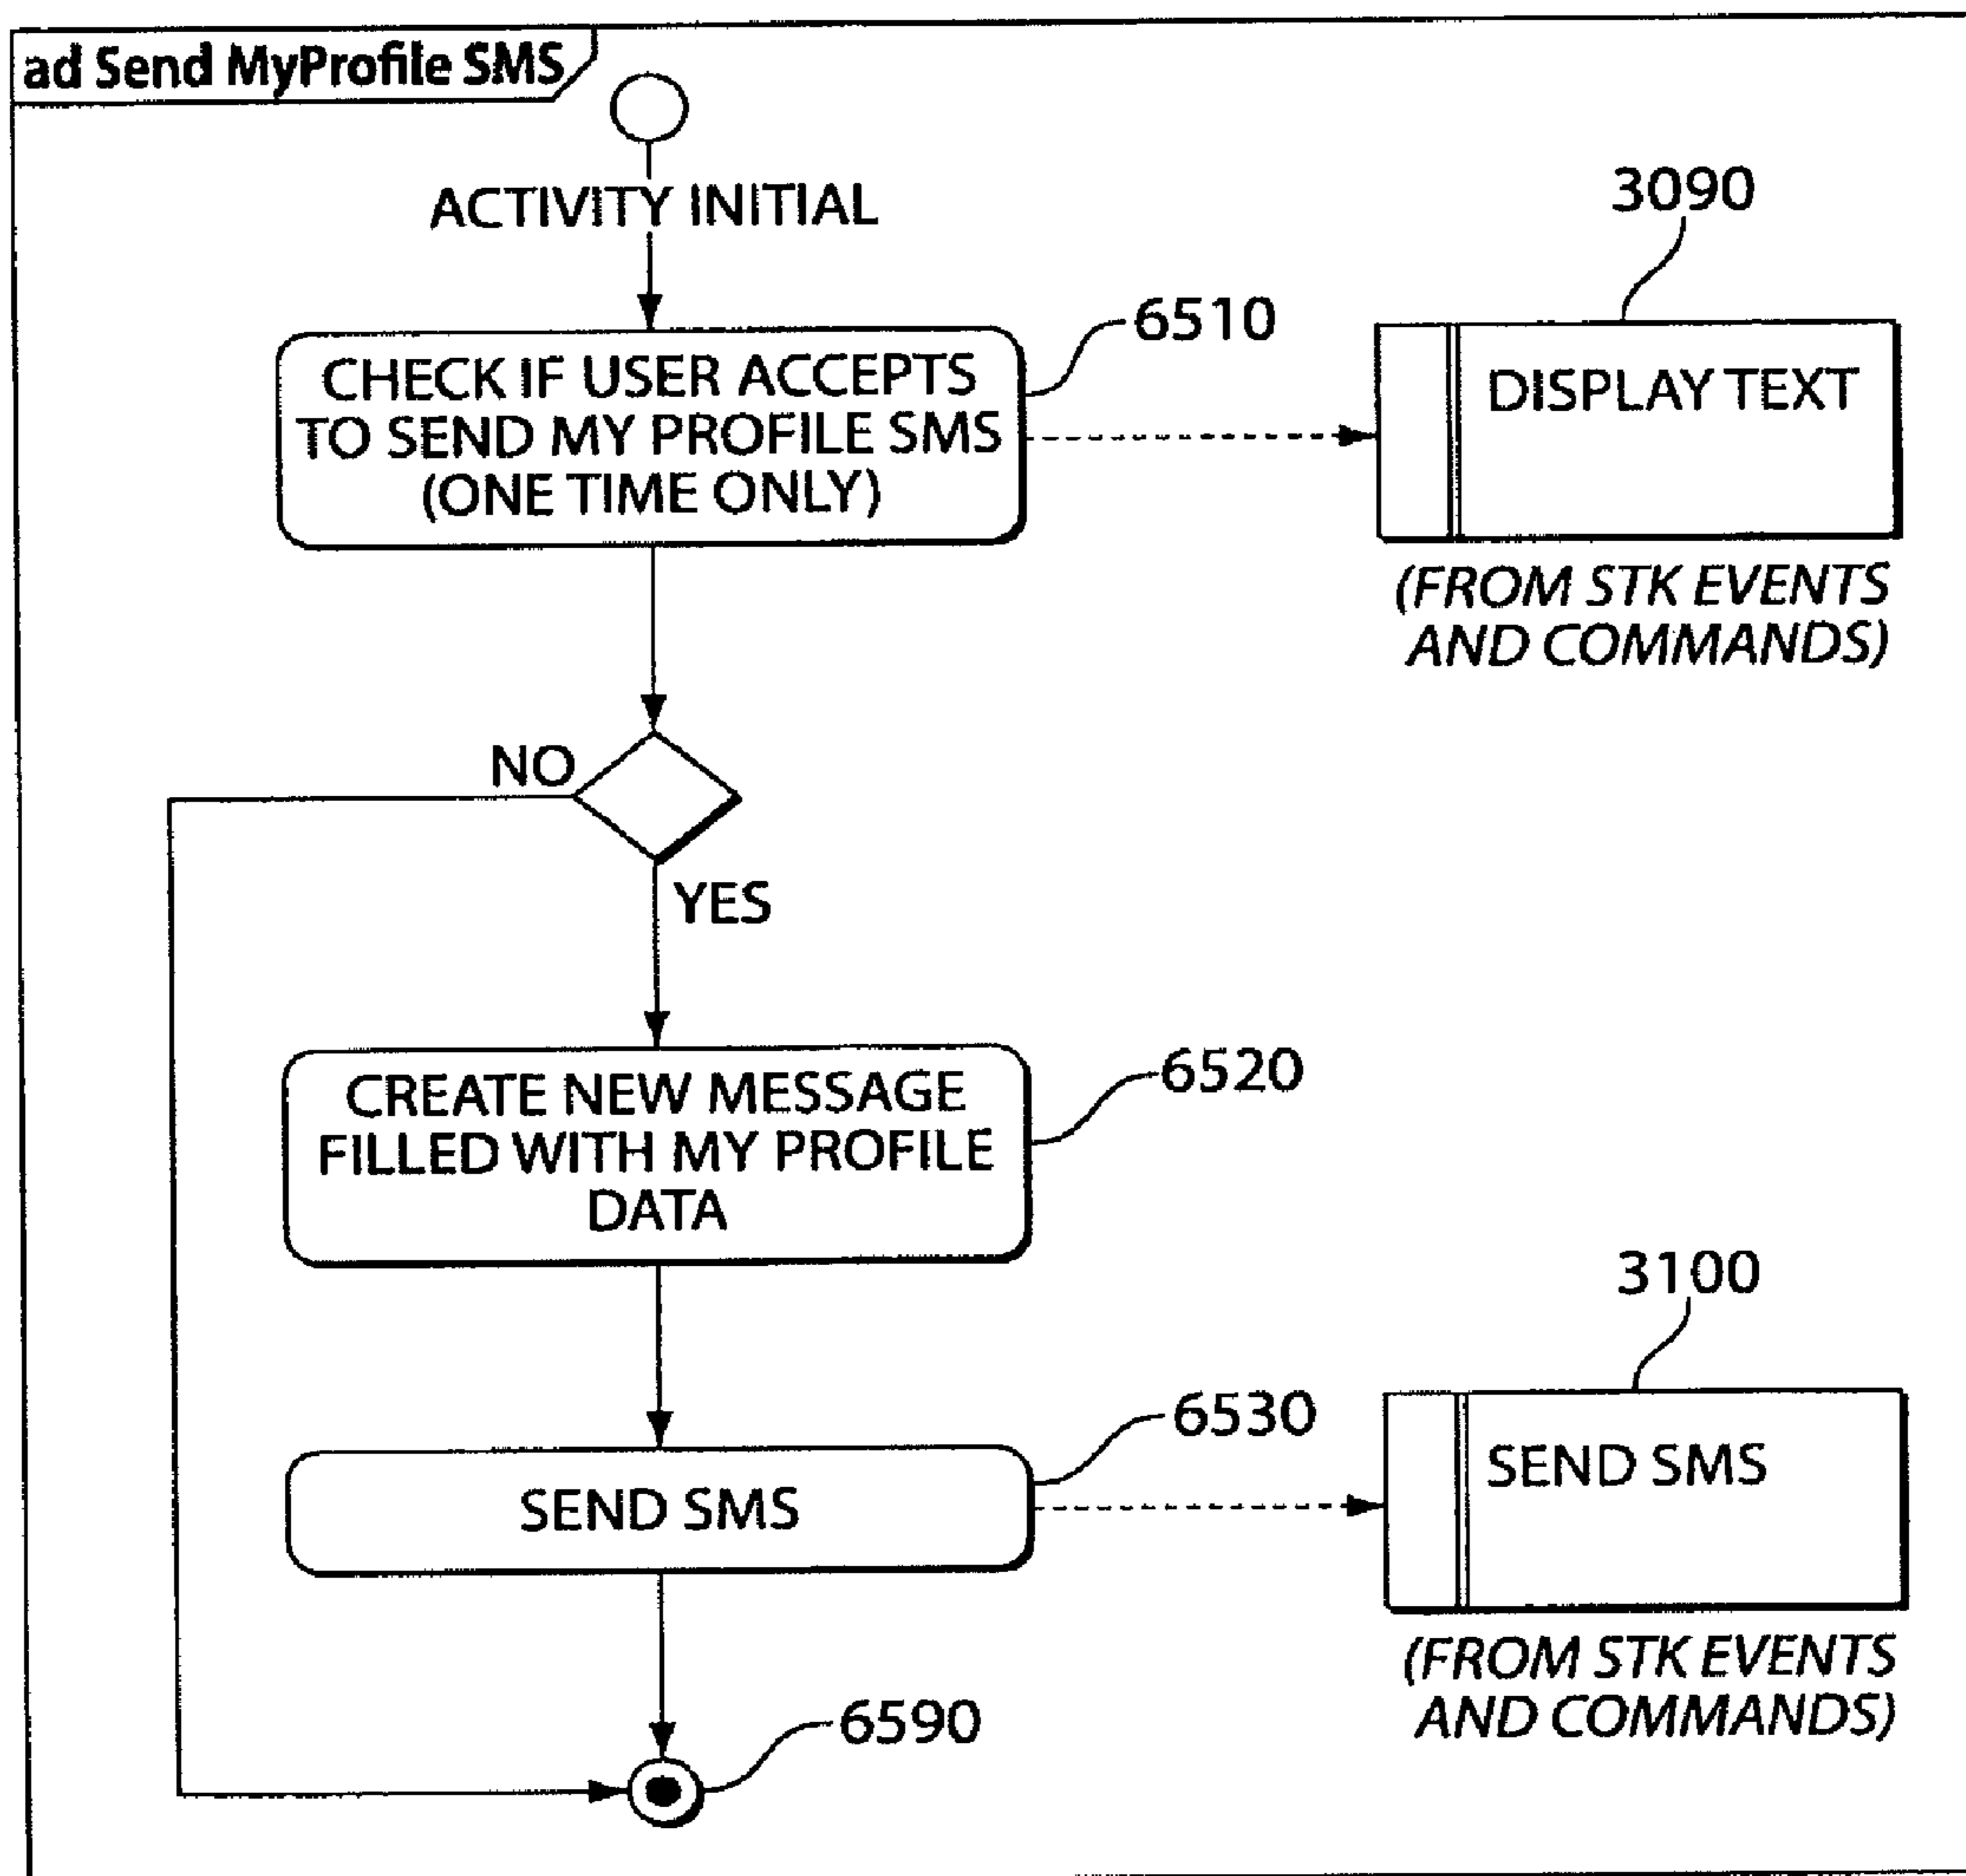 ad Send MyProfile SMS
ACTIVITY INITIAL
3090
6510
CHECK IF USER ACCEPTS
TO SEND MY PROFILE SMS
(ONE TIME ONLY)
DISPLAY TEXT
(FROM STK EVENTS
AND COMMANDS)
NO
YES
6520
CREATE NEW MESSAGE
FILLED WITH MY PROFILE
DATA
3100
6530
SEND SMS
SEND SMS
(FROM STK EVENTS
AND COMMANDS)
6590